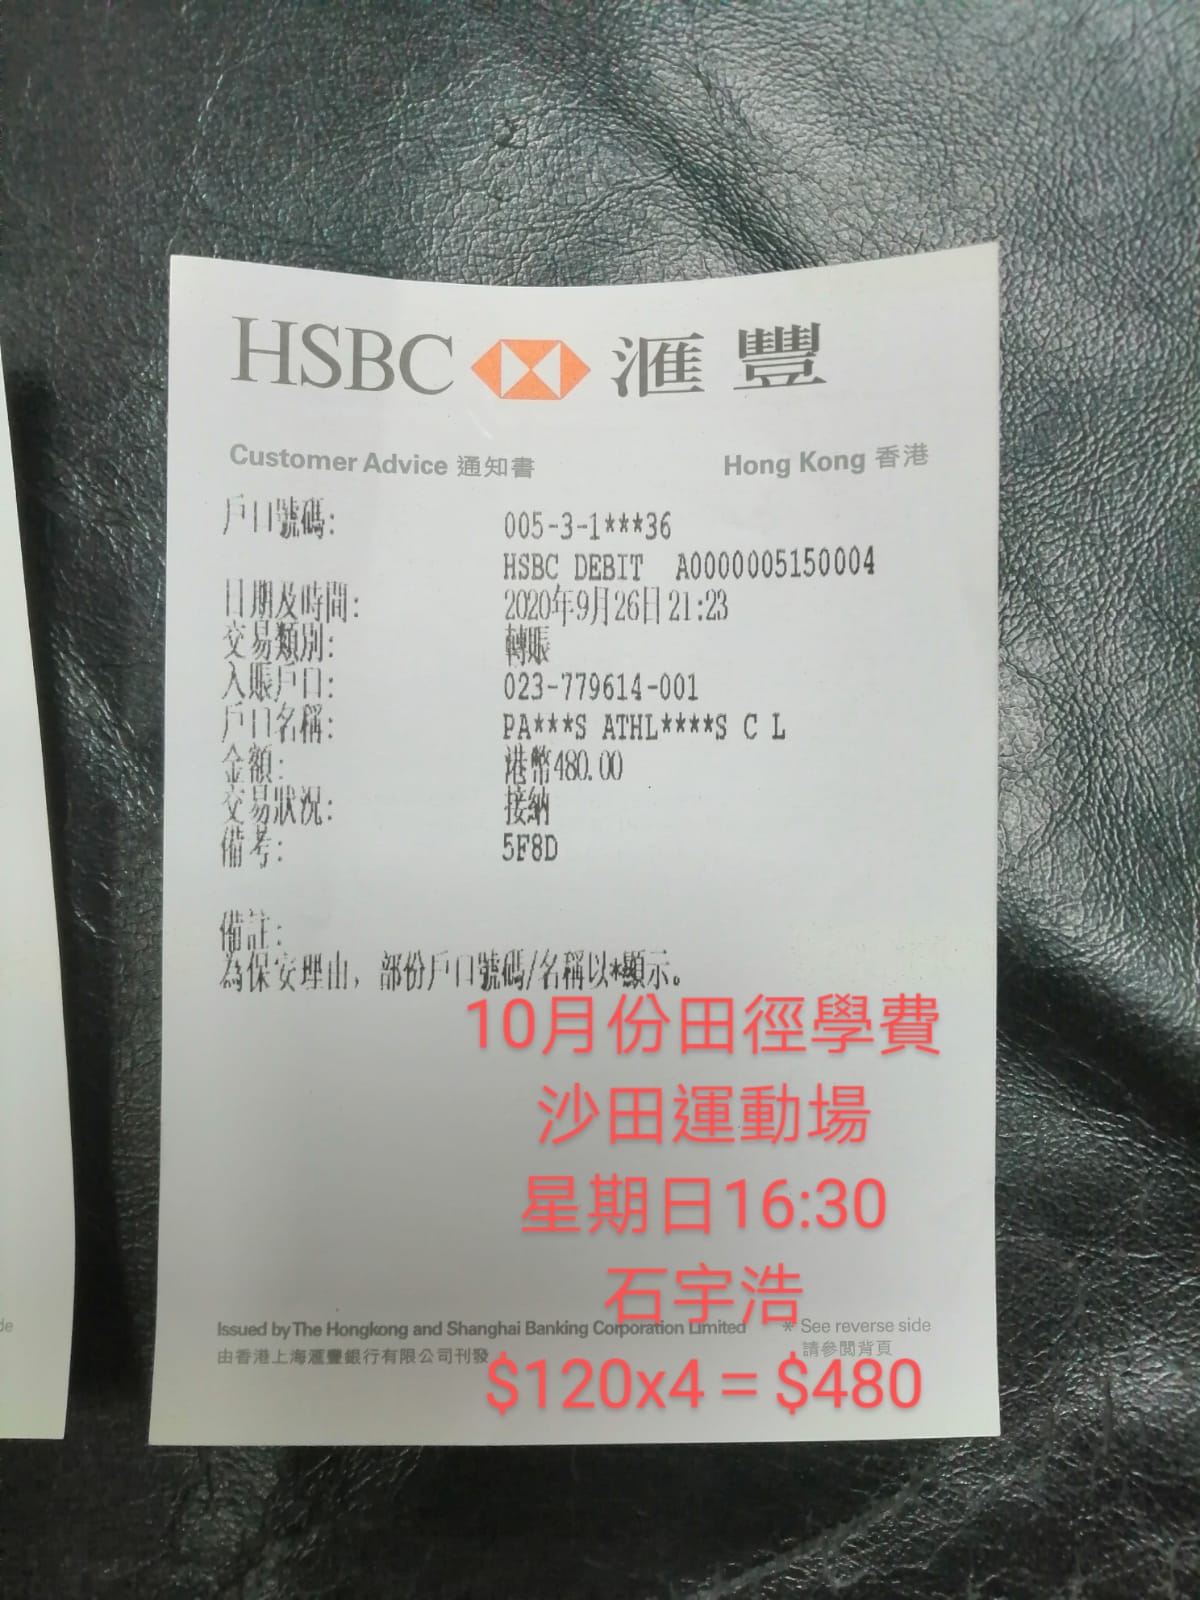 HSBC 滙豐
Customer Advice 通知書 Hong Kong 香港
戶口號碼: 005-3-1***36
HSBC DEBIT A0000005150004
日期及時間: 2020年9月26日 21:23
交易類別: 轉賬
入賬戶口: 023-779614-001
戶口名稱: PA***S ATHL****S C L
金額: 港幣480.00
交易狀況: 接納
備考: 5F8D
備註:
為保安理由，部份戶口號碼/名稱以*顯示。
10月份田徑學費
沙田運動場
星期日16:30
石宇浩
Issued by The Hongkong and Shanghai Banking Corporation Limited * See reverse side
由香港上海滙豐銀行有限公司刊發 請參閱背頁
$120x4 = $480
de